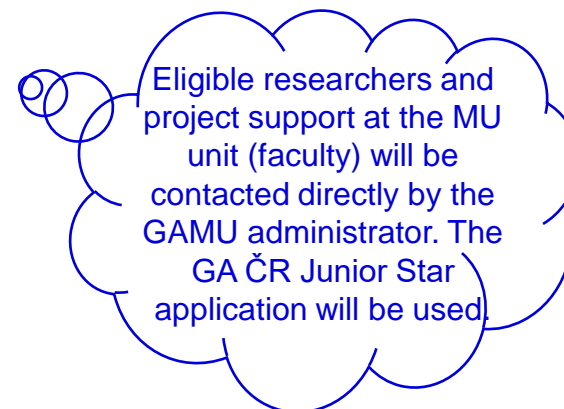 Eligible researchers and
project support at the MU
unit (faculty) will be
contacted directly by the
GAMU administrator. The
GA ČR Junior Star
application will be used.